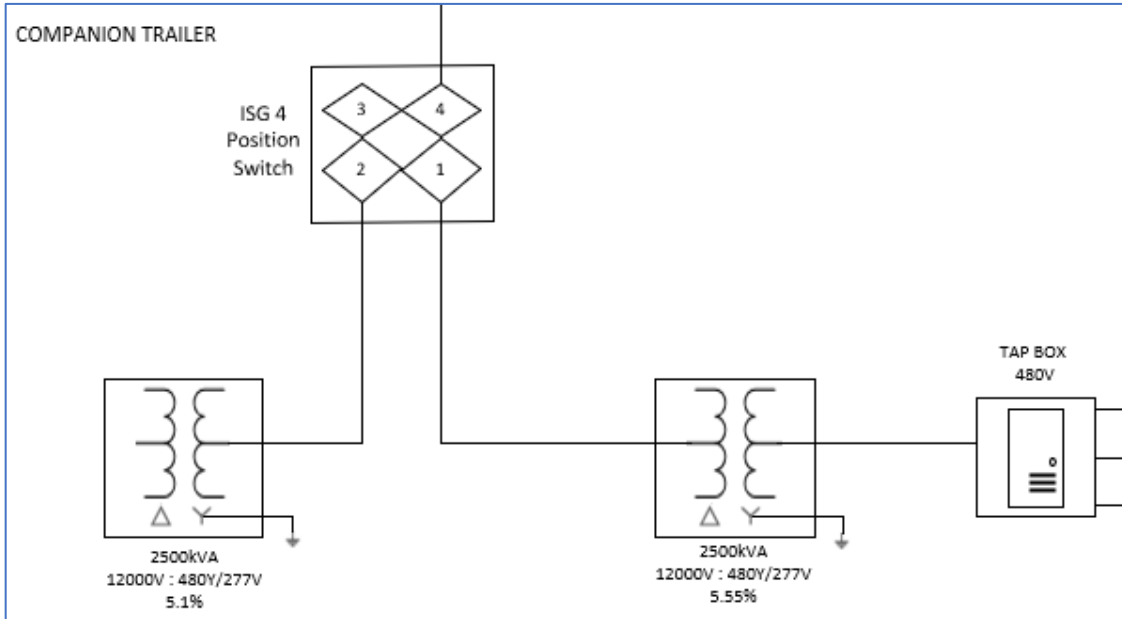 COMPANION TRAILER
ISG 4
Position
Switch
3
4
2
1
TAP BOX
480V
2500kVA
12000V : 480Y/277V
5.1%
2500kVA
12000V : 480Y/277V
5.55%